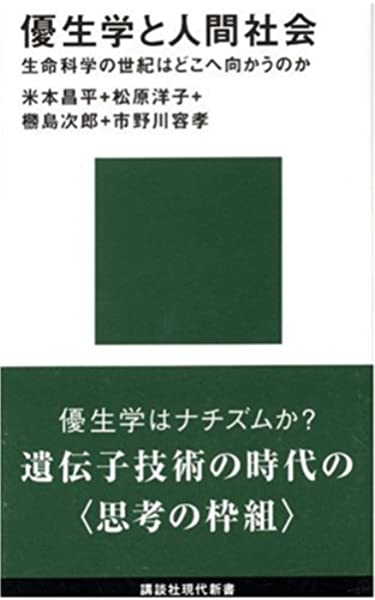 優生学と人間社会
生命科学の世紀はどこへ向かうのか
米本昌平+松原洋子+
橳島次郎+市野川容孝
優生学はナチズムか?
遺伝子技術の時代の
〈思考の枠組〉
講談社現代新書